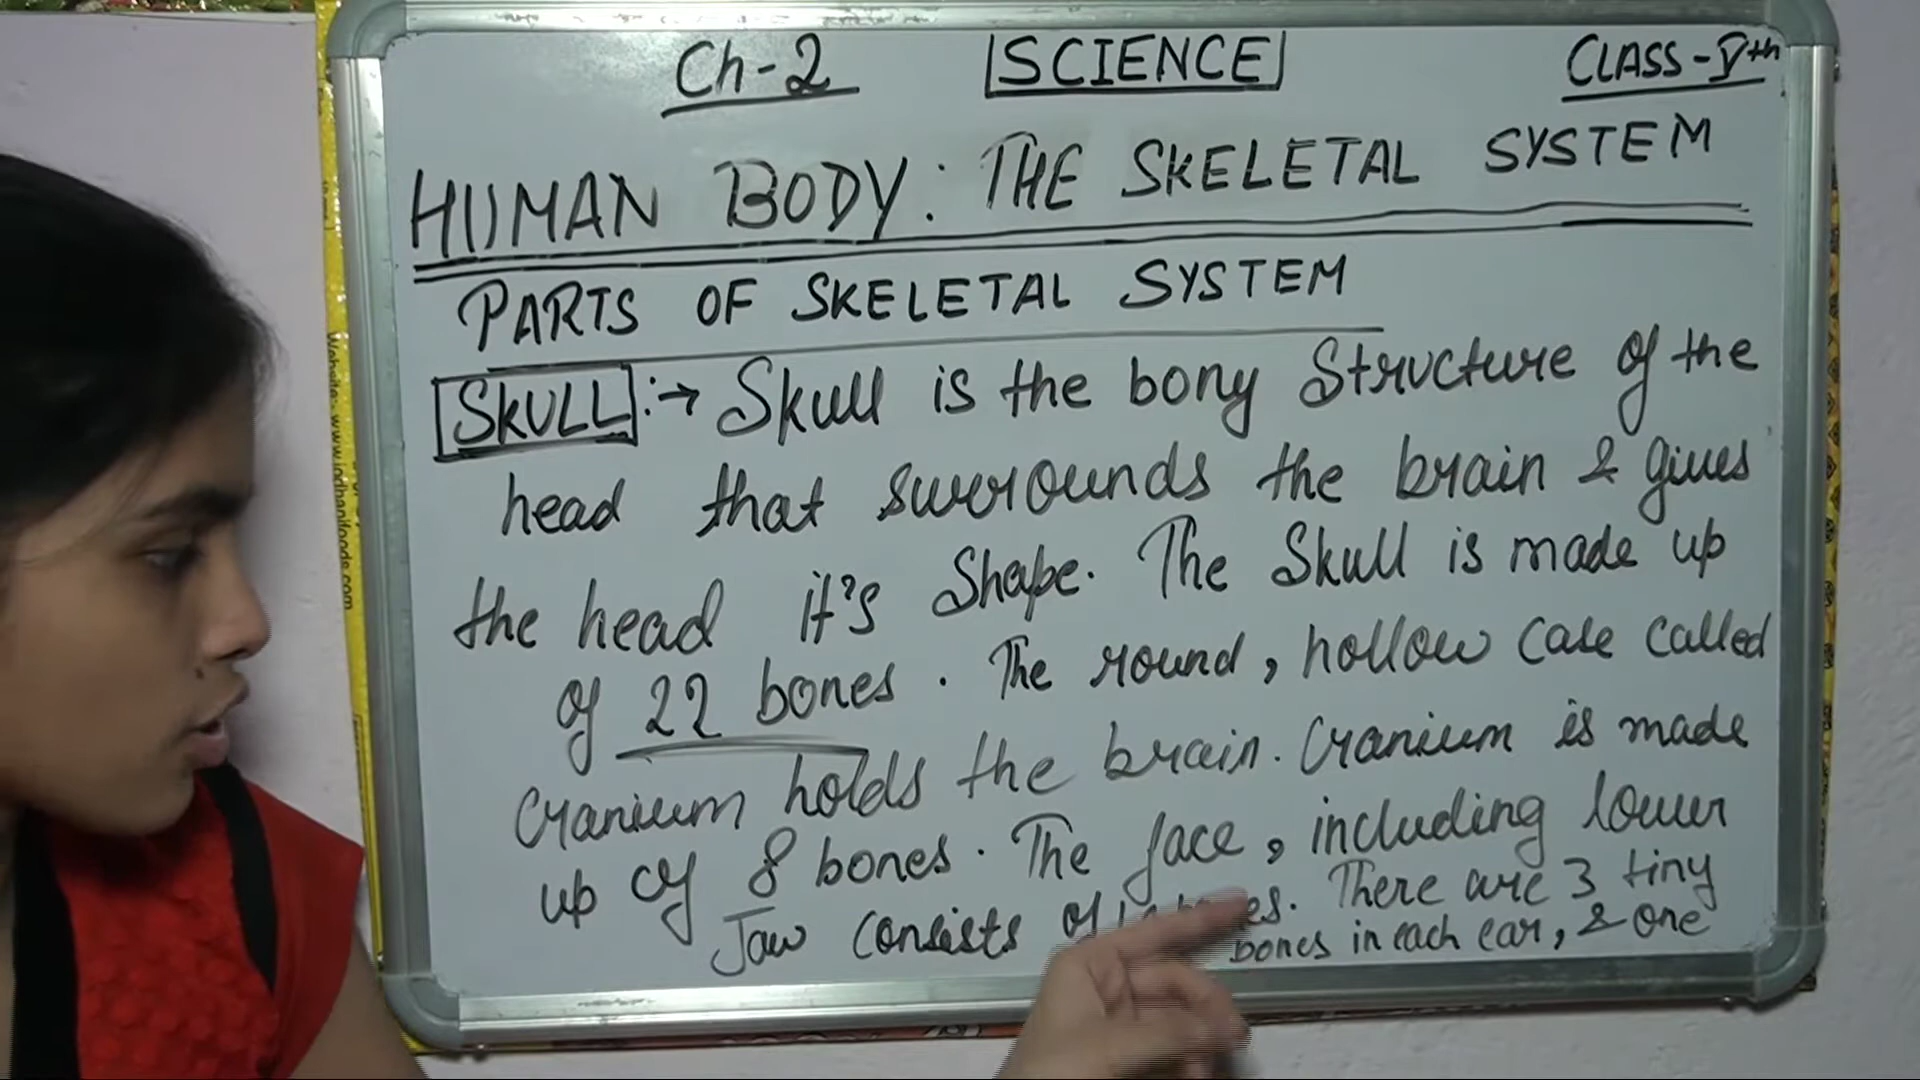 Ch-2 SCIENCE CLASS-Vth
HUMAN BODY: THE SKELETAL SYSTEM
PARTS OF SKELETAL SYSTEM
SKULL :→ Skull is the bony Structure of the
head that surrounds the brain & gives
the head it's Shape. The Skull is made up
of 22 bones. The round, hollow case called
Cranium holds the brain. Cranium is made
up of 8 bones. The face, including lower
Jaw consists of There are 3 tiny
bones in each ear, & one